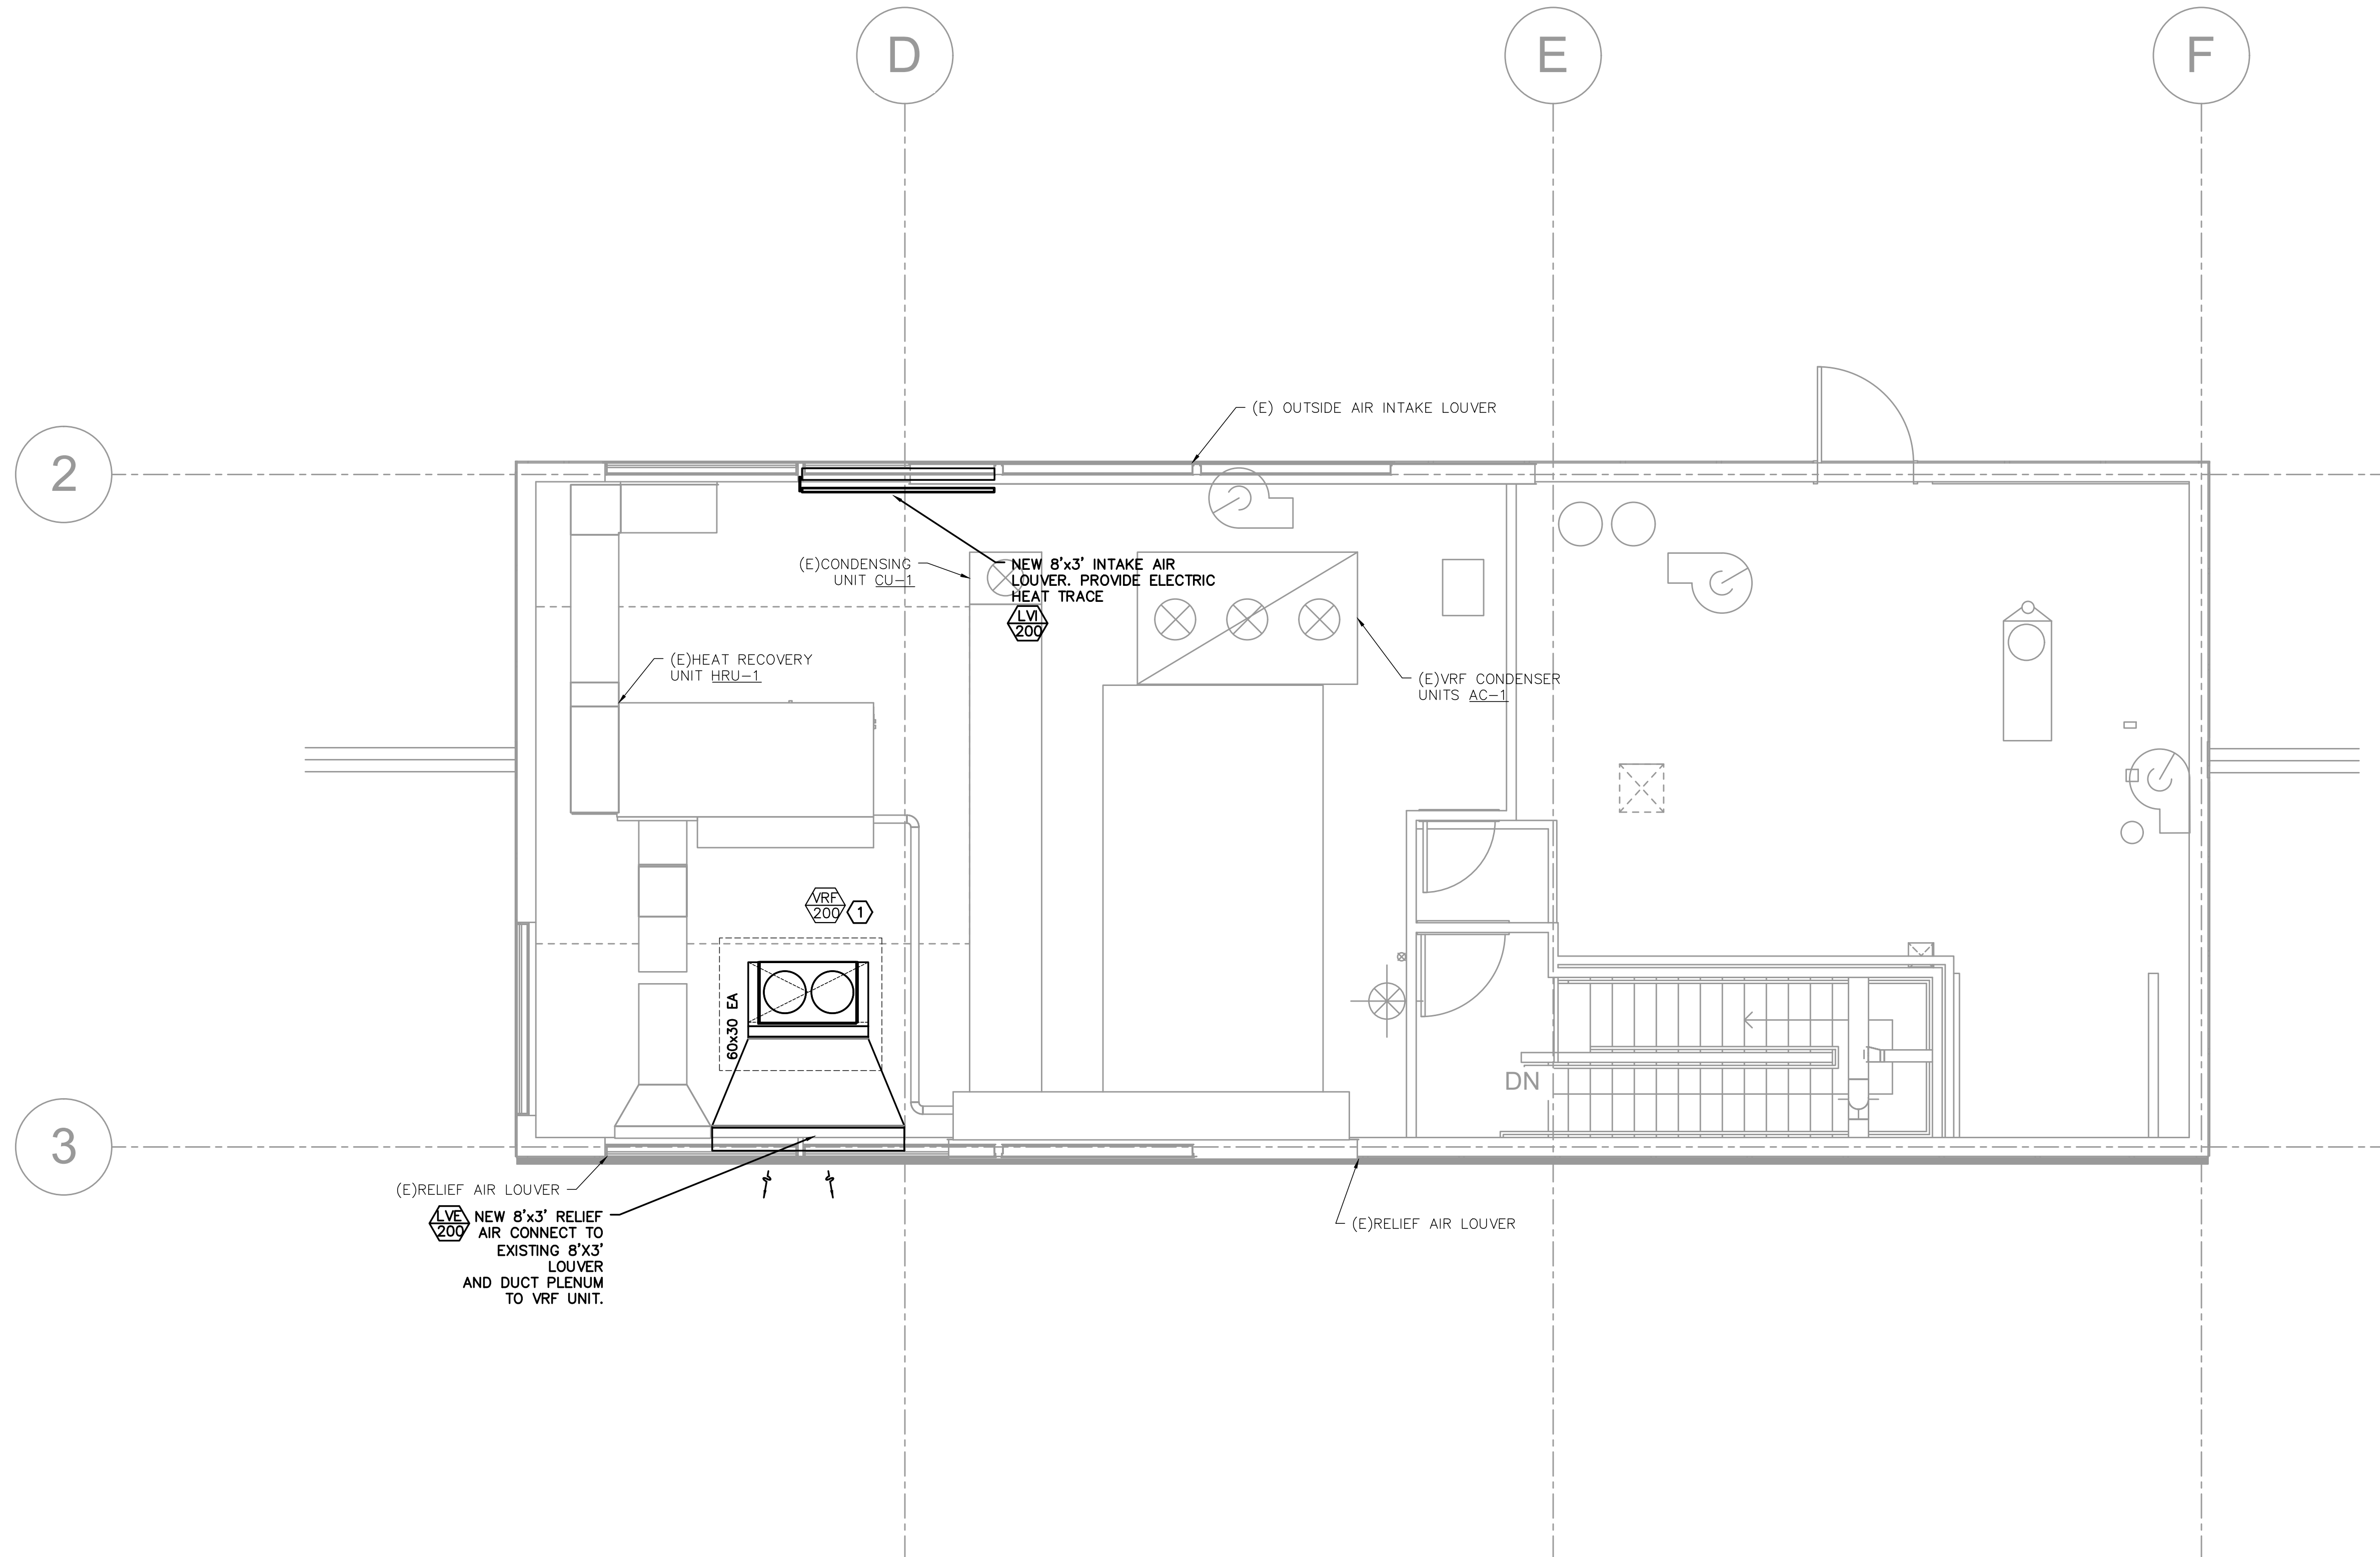 D
E
F
2
3
(E) OUTSIDE AIR INTAKE LOUVER
(E)CONDENSING
UNIT CU-1
NEW 8'x3' INTAKE AIR
LOUVER. PROVIDE ELECTRIC
HEAT TRACE
LVI
200
(E)HEAT RECOVERY
UNIT HRU-1
(E)VRF CONDENSER
UNITS AC-1
VRF
200
1
60x30 EA
DN
(E)RELIEF AIR LOUVER
LVE
200
NEW 8'x3' RELIEF
AIR CONNECT TO
EXISTING 8'X3'
LOUVER
AND DUCT PLENUM
TO VRF UNIT.
(E)RELIEF AIR LOUVER